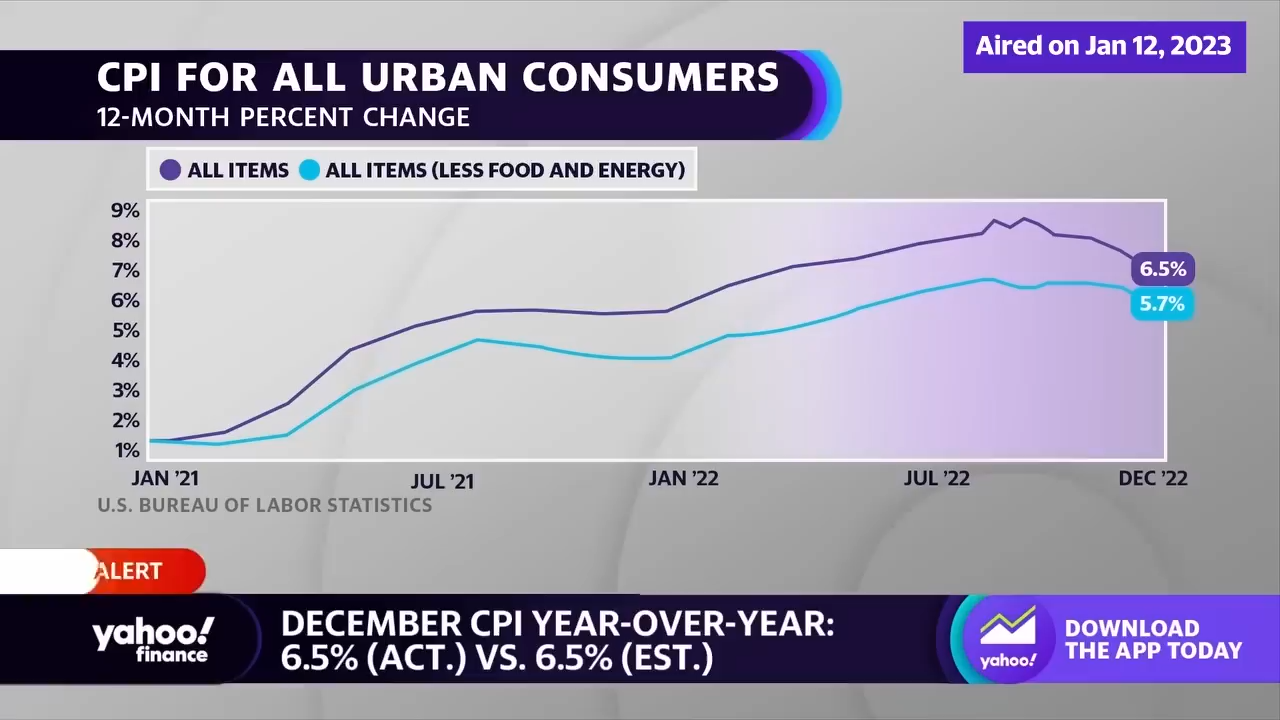 Aired on Jan 12, 2023
CPI FOR ALL URBAN CONSUMERS
12-MONTH PERCENT CHANGE
ALL ITEMS ALL ITEMS (LESS FOOD AND ENERGY)
9%
8%
7%
6%
5%
4%
3%
2%
1%
6.5%
5.7%
JAN '21 JUL '21 JAN '22 JUL '22 DEC '22
U.S. BUREAU OF LABOR STATISTICS
ALERT
yahoo!
finance
DECEMBER CPI YEAR-OVER-YEAR:
6.5% (ACT.) VS. 6.5% (EST.)
yahoo!
DOWNLOAD
THE APP TODAY